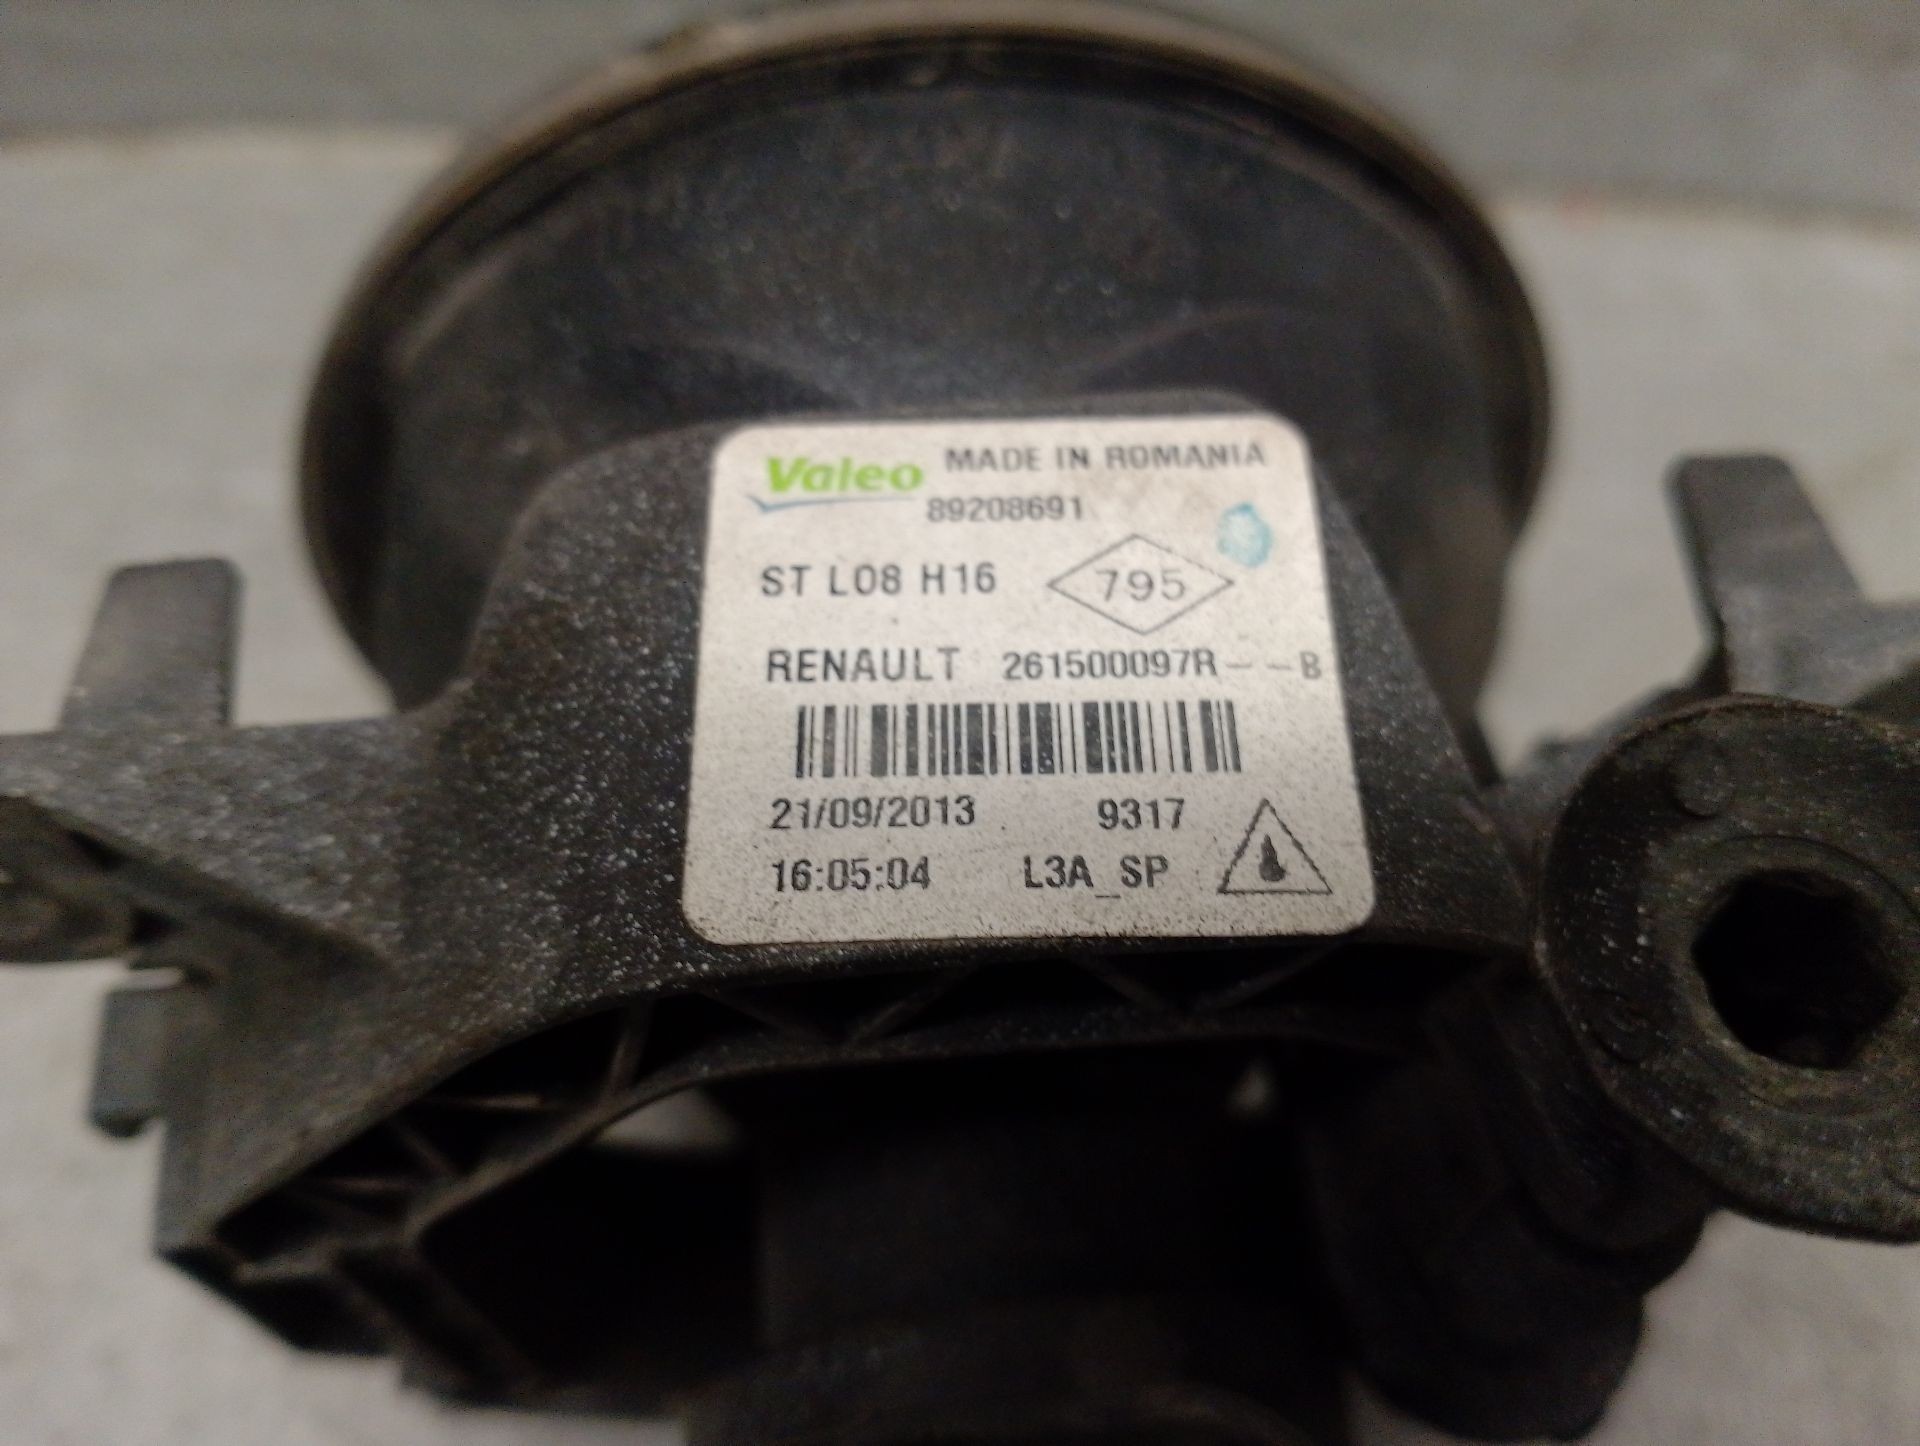 Valeo MADE IN ROMANIA
89208691
ST L08 H16 795
RENAULT 261500097R--B
21/09/2013 9317
16:05:04 L3A_SP